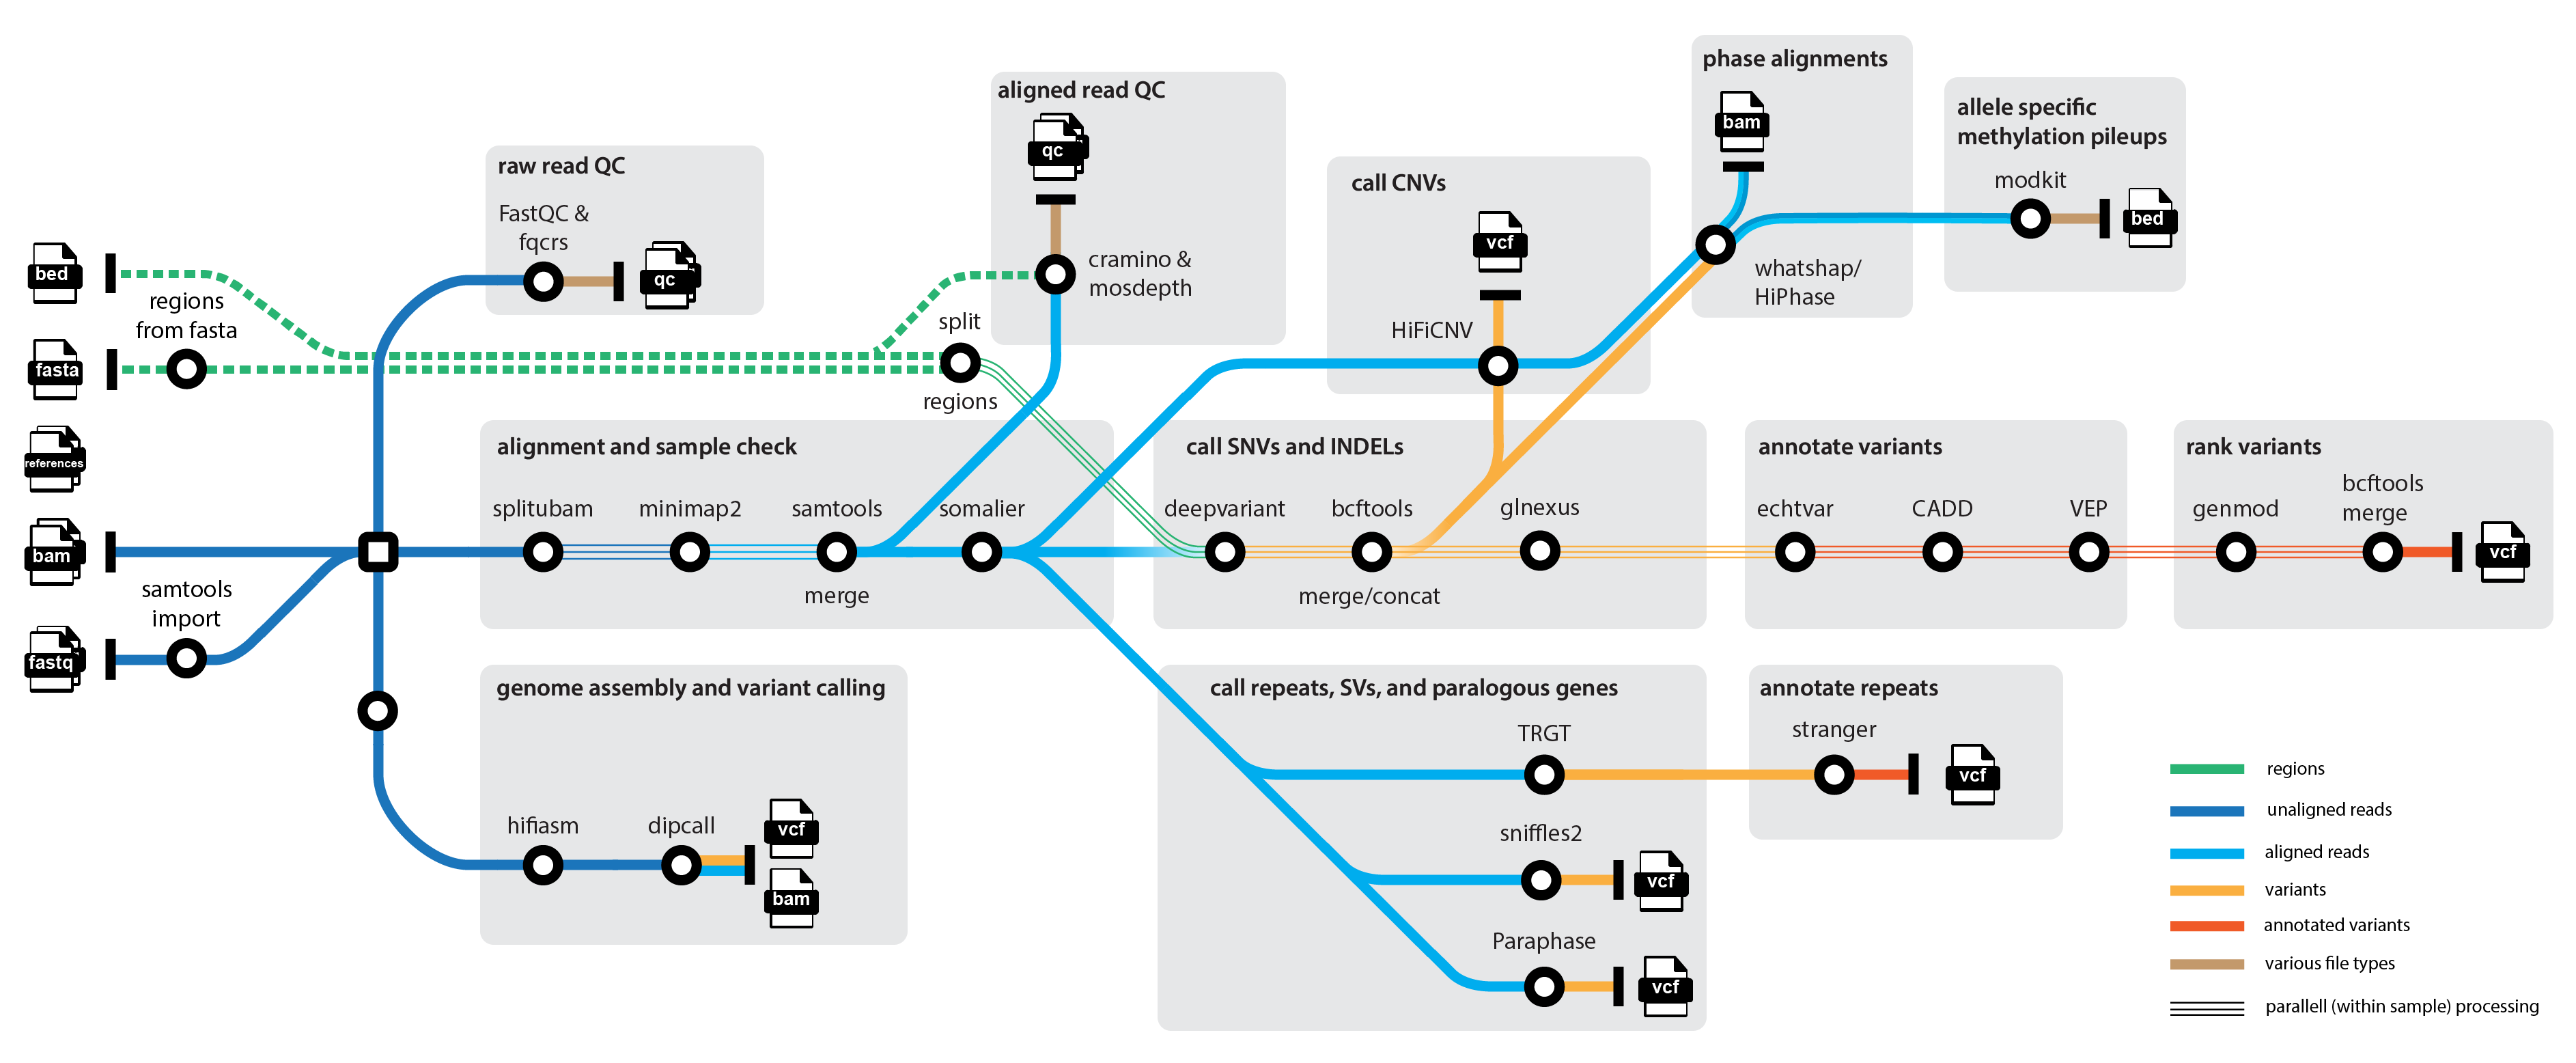 phase alignments
bam
aligned read QC
qc
allele specific
methylation pileups
modkit
bed
raw read QC
FastQC &
fqcrs
qc
call CNVs
vcf
HiFiCNV
whatshap/
HiPhase
cramino &
mosdepth
bed
regions
from fasta
fasta
split
regions
references
bam
samtools
import
fastq
alignment and sample check
splitubam
minimap2
samtools
merge
somalier
call SNVs and INDELs
deepvariant
bcftools
merge/concat
glnexus
annotate variants
echtvar
CADD
VEP
rank variants
genmod
bcftools
merge
vcf
genome assembly and variant calling
hifiasm
dipcall
vcf
bam
call repeats, SVs, and paralogous genes
TRGT
sniffles2
vcf
Paraphase
vcf
annotate repeats
stranger
vcf
regions
unaligned reads
aligned reads
variants
annotated variants
various file types
parallell (within sample) processing